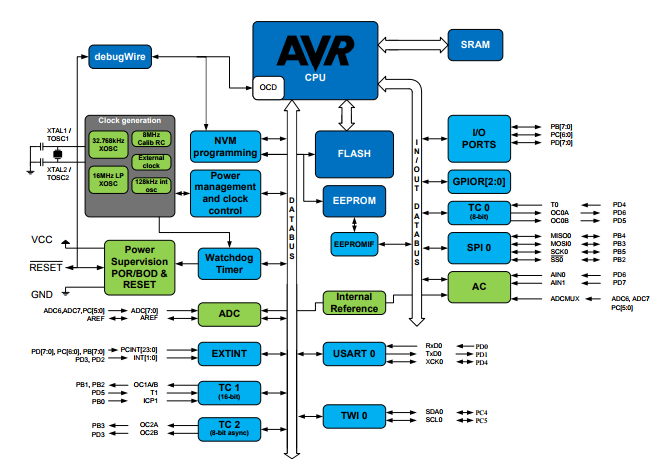 AVR
CPU
OCD
SRAM
debugWire
Clock generation
XTAL1 /
TOSC1
XTAL2 /
TOSC2
32.768kHz
XOSC
8MHz
Calib RC
External
clock
16MHz LP
XOSC
128kHz int
osc
NVM
programming
Power
management
and clock
control
FLASH
EEPROM
EEPROMIF
DATABUS
IN/OUT DATABUS
I/O
PORTS
PB[7:0]
PC[6:0]
PD[7:0]
GPIOR[2:0]
TC 0
(8-bit)
T0 PD4
OC0A PD6
OC0B PD5
SPI 0
MISO0 PB4
MOSI0 PB3
SCK0 PB5
SS0 PB2
AC
AIN0 PD6
AIN1 PD7
ADCMUX ADC6, ADC7
PC[5:0]
VCC
RESET
GND
Power
Supervision
POR/BOD &
RESET
Watchdog
Timer
Internal
Reference
ADC
ADC6,ADC7,PC[5:0] ADC[7:0]
AREF AREF
EXTINT
PD[7:0], PC[6:0], PB[7:0] PCINT[23:0]
PD3, PD2 INT[1:0]
USART 0
RxD0 PD0
TxD0 PD1
XCK0 PD4
TC 1
(16-bit)
PB1, PB2 OC1A/B
PD5 T1
PB0 ICP1
TWI 0
SDA0 PC4
SCL0 PC5
TC 2
(8-bit async)
PB3 OC2A
PD3 OC2B